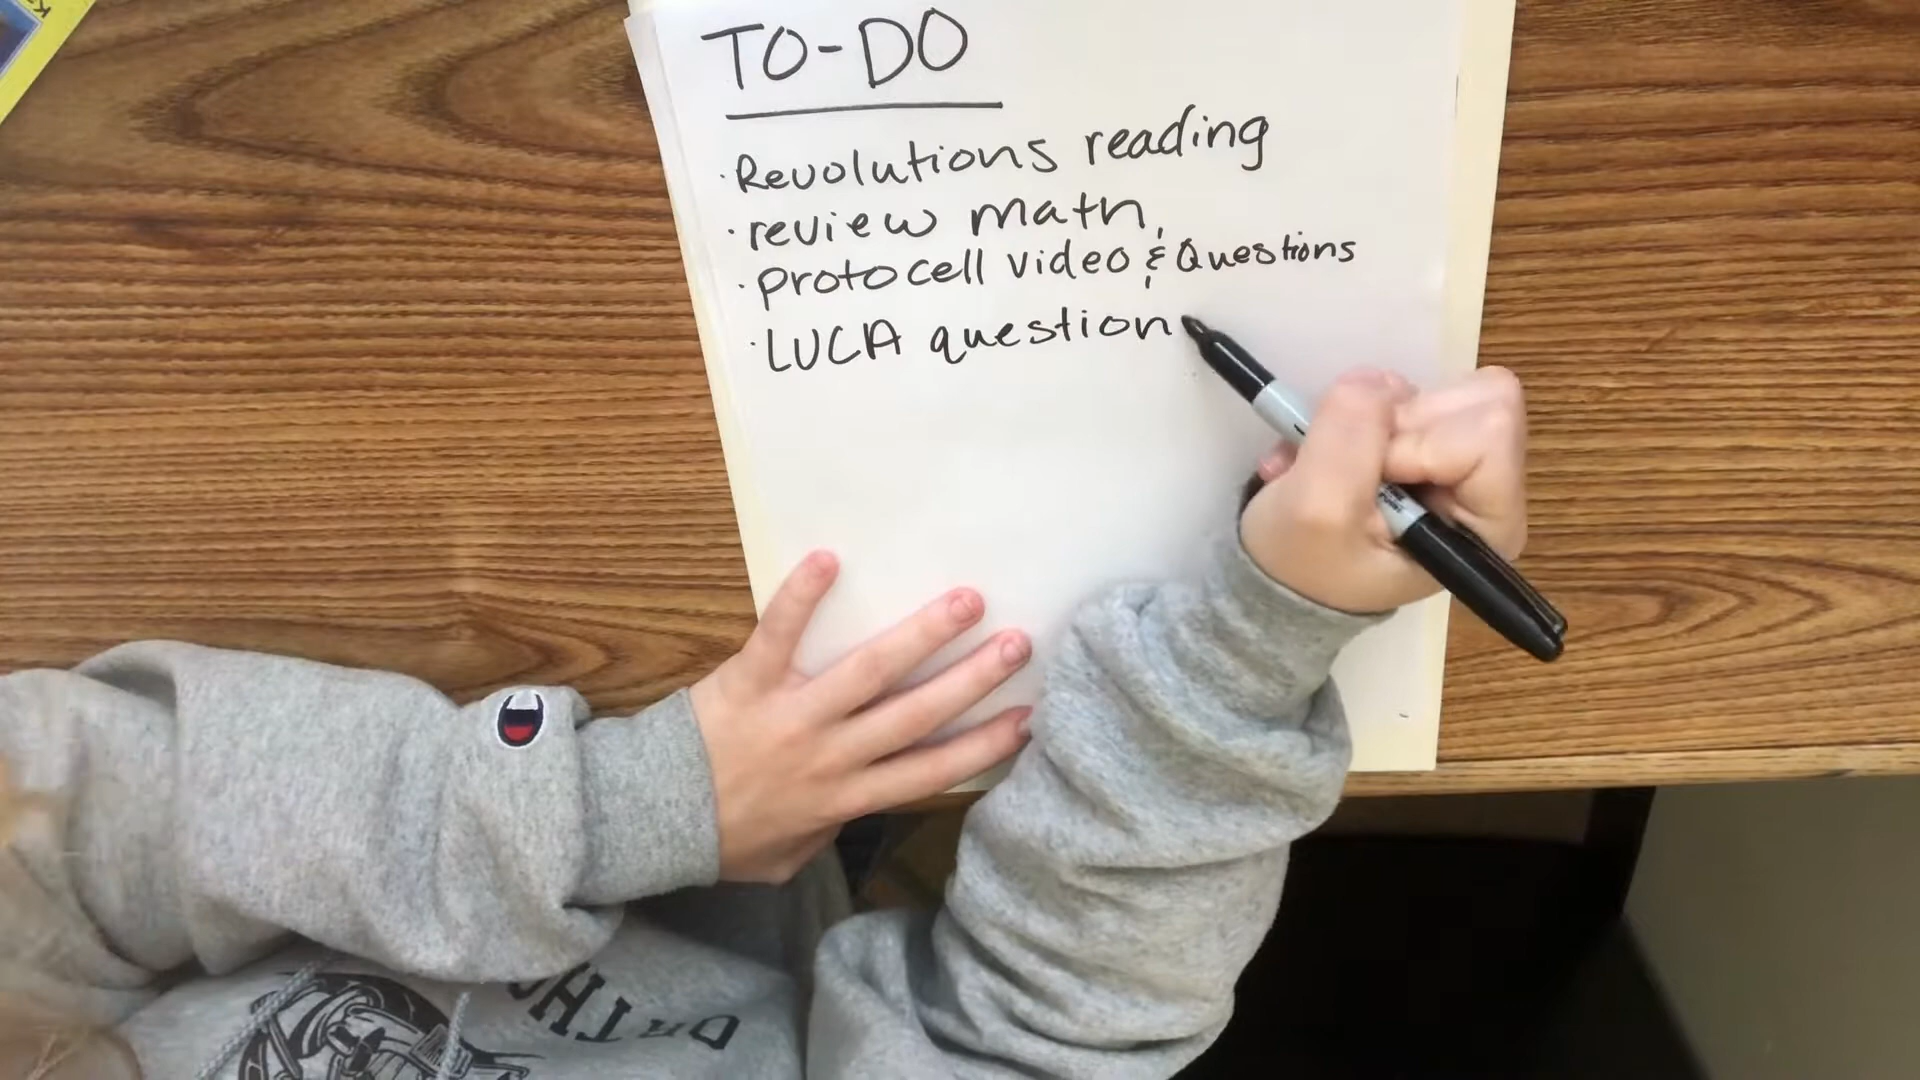 TO-DO
·Revolutions reading
·review math,
·protocell video & Questions
·LUCA question